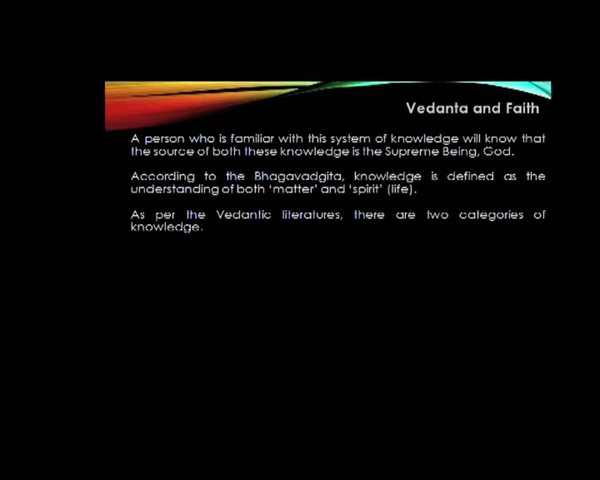 Vedanta and Faith
A person who is familiar with this system of knowledge will know that
the source of both these knowledge is the Supreme Being, God.
According to the Bhagavadgita, knowledge is defined as the
understanding of both 'matter' and 'spirit' (life).
As per the Vedantic literatures, there are two categories of
knowledge.